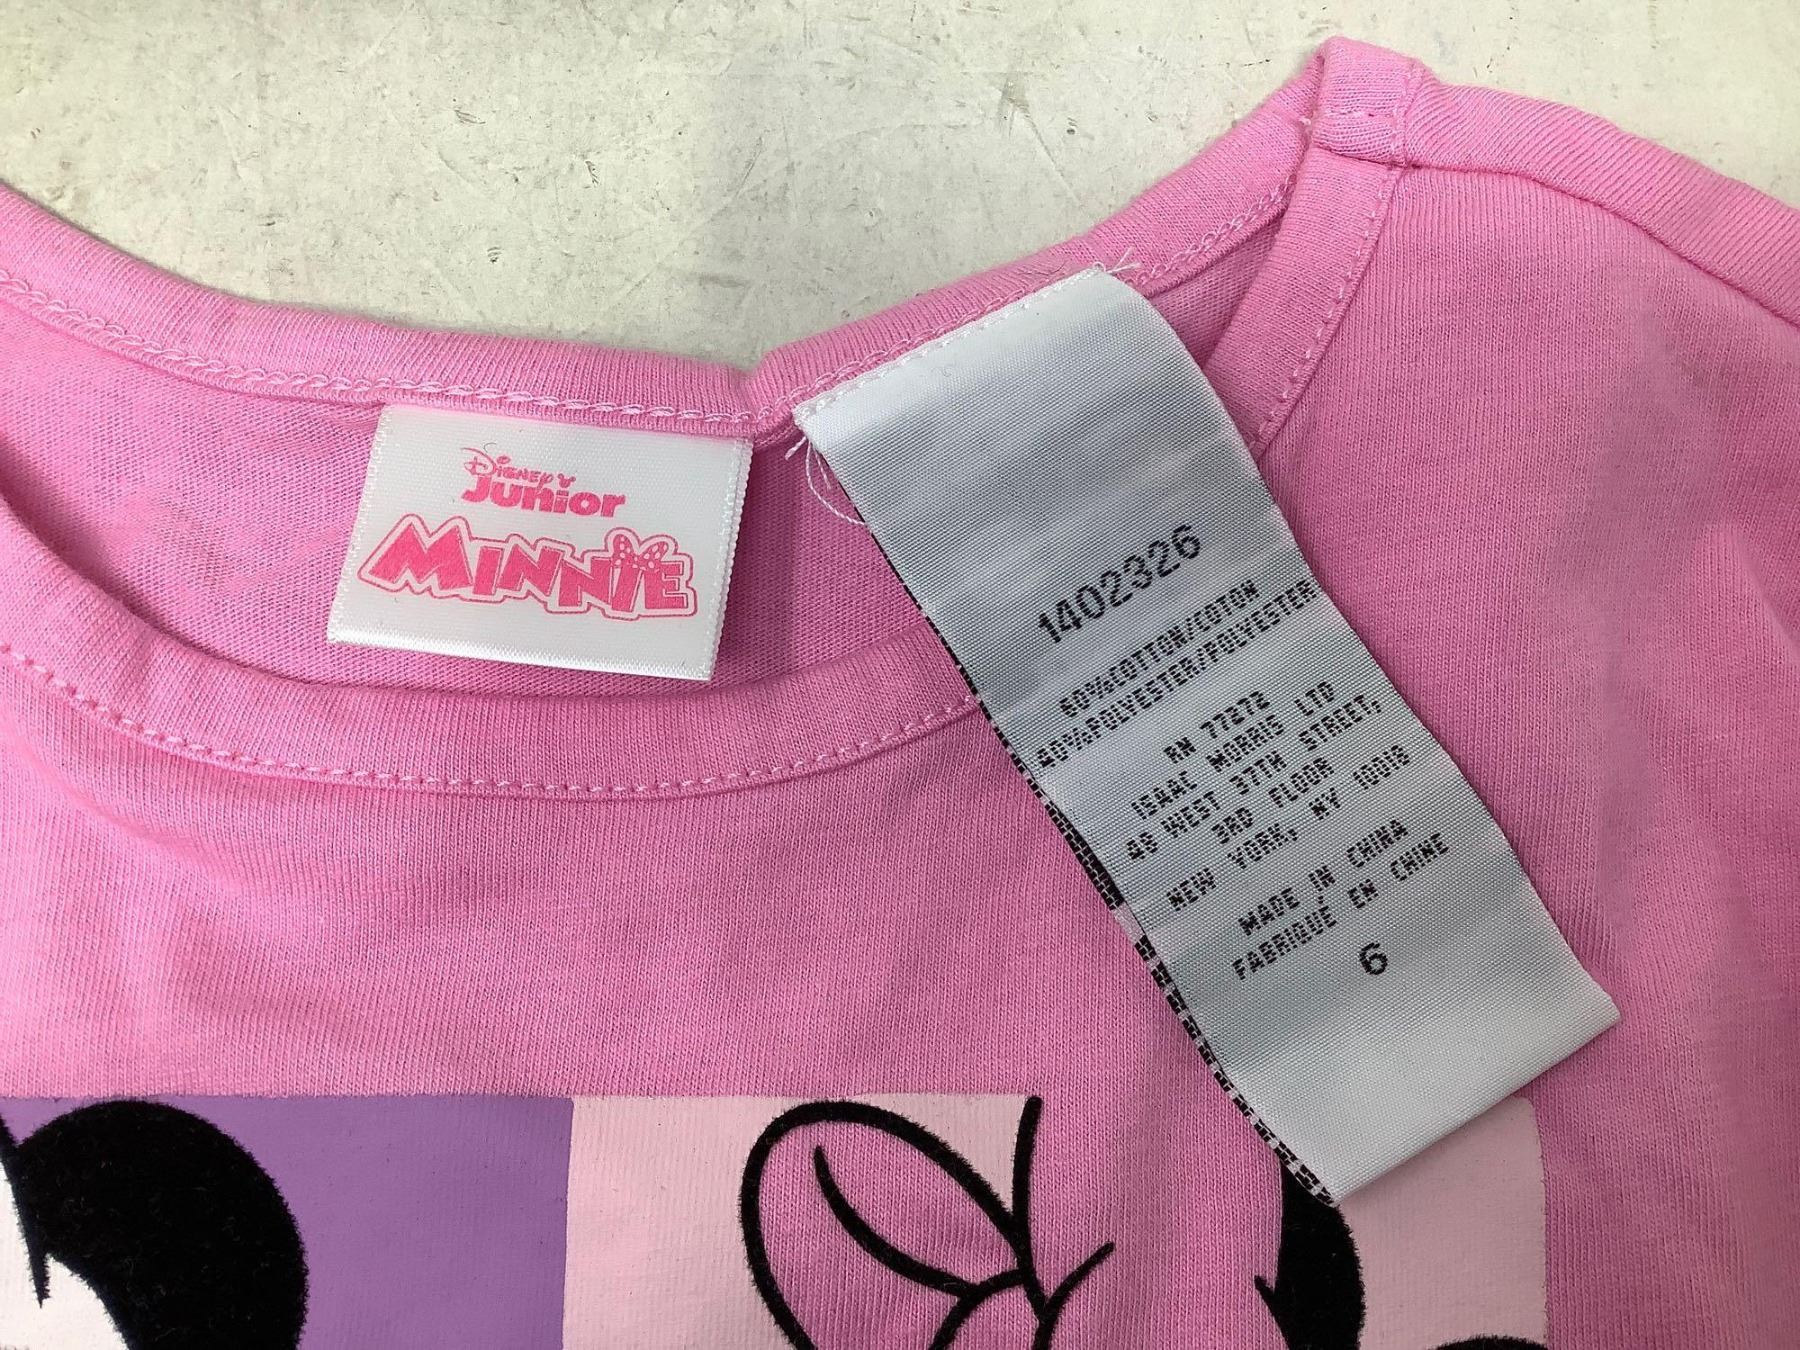 Disney
Junior
MINNIE
1402326
60%COTTON/COTON
40%POLYESTER/POLYESTER
RN 77272
ISAAC MORRIS LTD
48 WEST 37TH STREET,
3RD FLOOR
NEW YORK, NY 10018
MADE IN CHINA
FABRIQUÉ EN CHINE
6